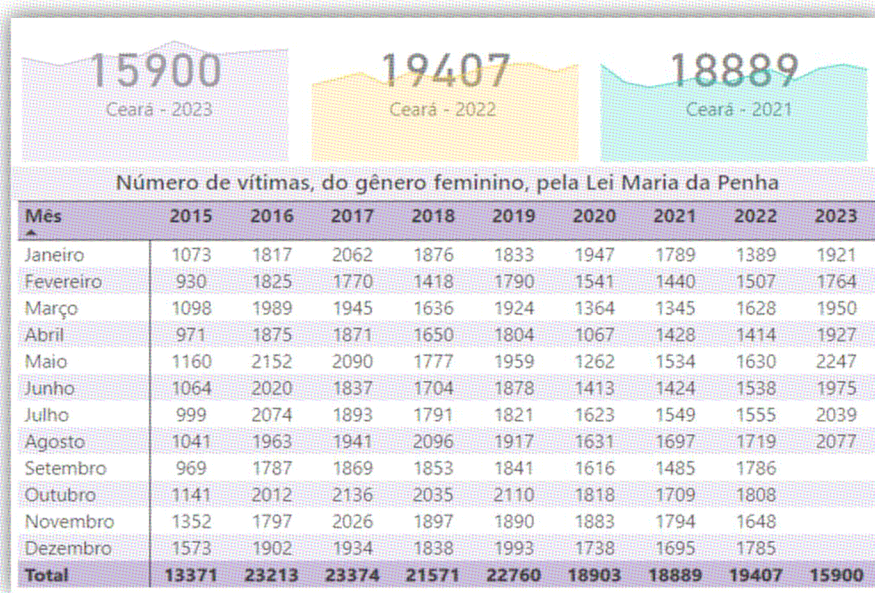 15900 19407 18889
Ceará - 2023 Ceará - 2022 Ceará - 2021
Número de vítimas, do gênero feminino, pela Lei Maria da Penha
Mês 2015 2016 2017 2018 2019 2020 2021 2022 2023
Janeiro 1073 1817 2062 1876 1833 1947 1789 1389 1921
Fevereiro 930 1825 1770 1418 1790 1541 1440 1507 1764
Março 1098 1989 1945 1636 1924 1364 1345 1628 1950
Abril 971 1875 1871 1650 1804 1067 1428 1414 1927
Maio 1160 2152 2090 1777 1959 1262 1534 1630 2247
Junho 1064 2020 1837 1704 1878 1413 1424 1538 1975
Julho 999 2074 1893 1791 1821 1623 1549 1555 2039
Agosto 1041 1963 1941 2096 1917 1631 1697 1719 2077
Setembro 969 1787 1869 1853 1841 1616 1485 1786
Outubro 1141 2012 2136 2035 2110 1818 1709 1808
Novembro 1352 1797 2026 1897 1890 1883 1794 1648
Dezembro 1573 1902 1934 1838 1993 1738 1695 1785
Total 13371 23213 23374 21571 22760 18903 18889 19407 15900